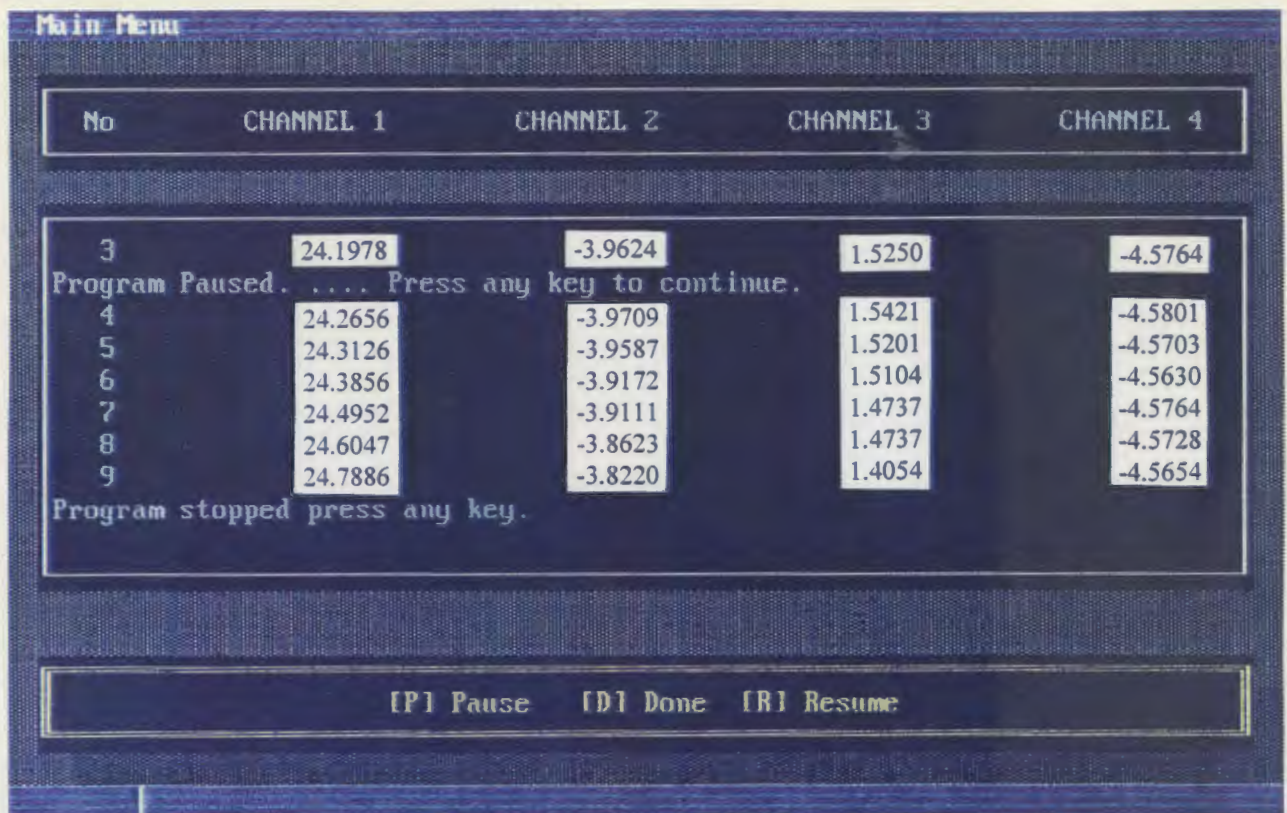 Main Menu
No CHANNEL 1 CHANNEL 2 CHANNEL 3 CHANNEL 4
3 24.1978 -3.9624 1.5250 -4.5764
Program Paused. .... Press any key to continue.
4 24.2656 -3.9709 1.5421 -4.5801
5 24.3126 -3.9587 1.5201 -4.5703
6 24.3856 -3.9172 1.5104 -4.5630
7 24.4952 -3.9111 1.4737 -4.5764
8 24.6047 -3.8623 1.4737 -4.5728
9 24.7886 -3.8220 1.4054 -4.5654
Program stopped press any key.
[P] Pause [D] Done [R] Resume